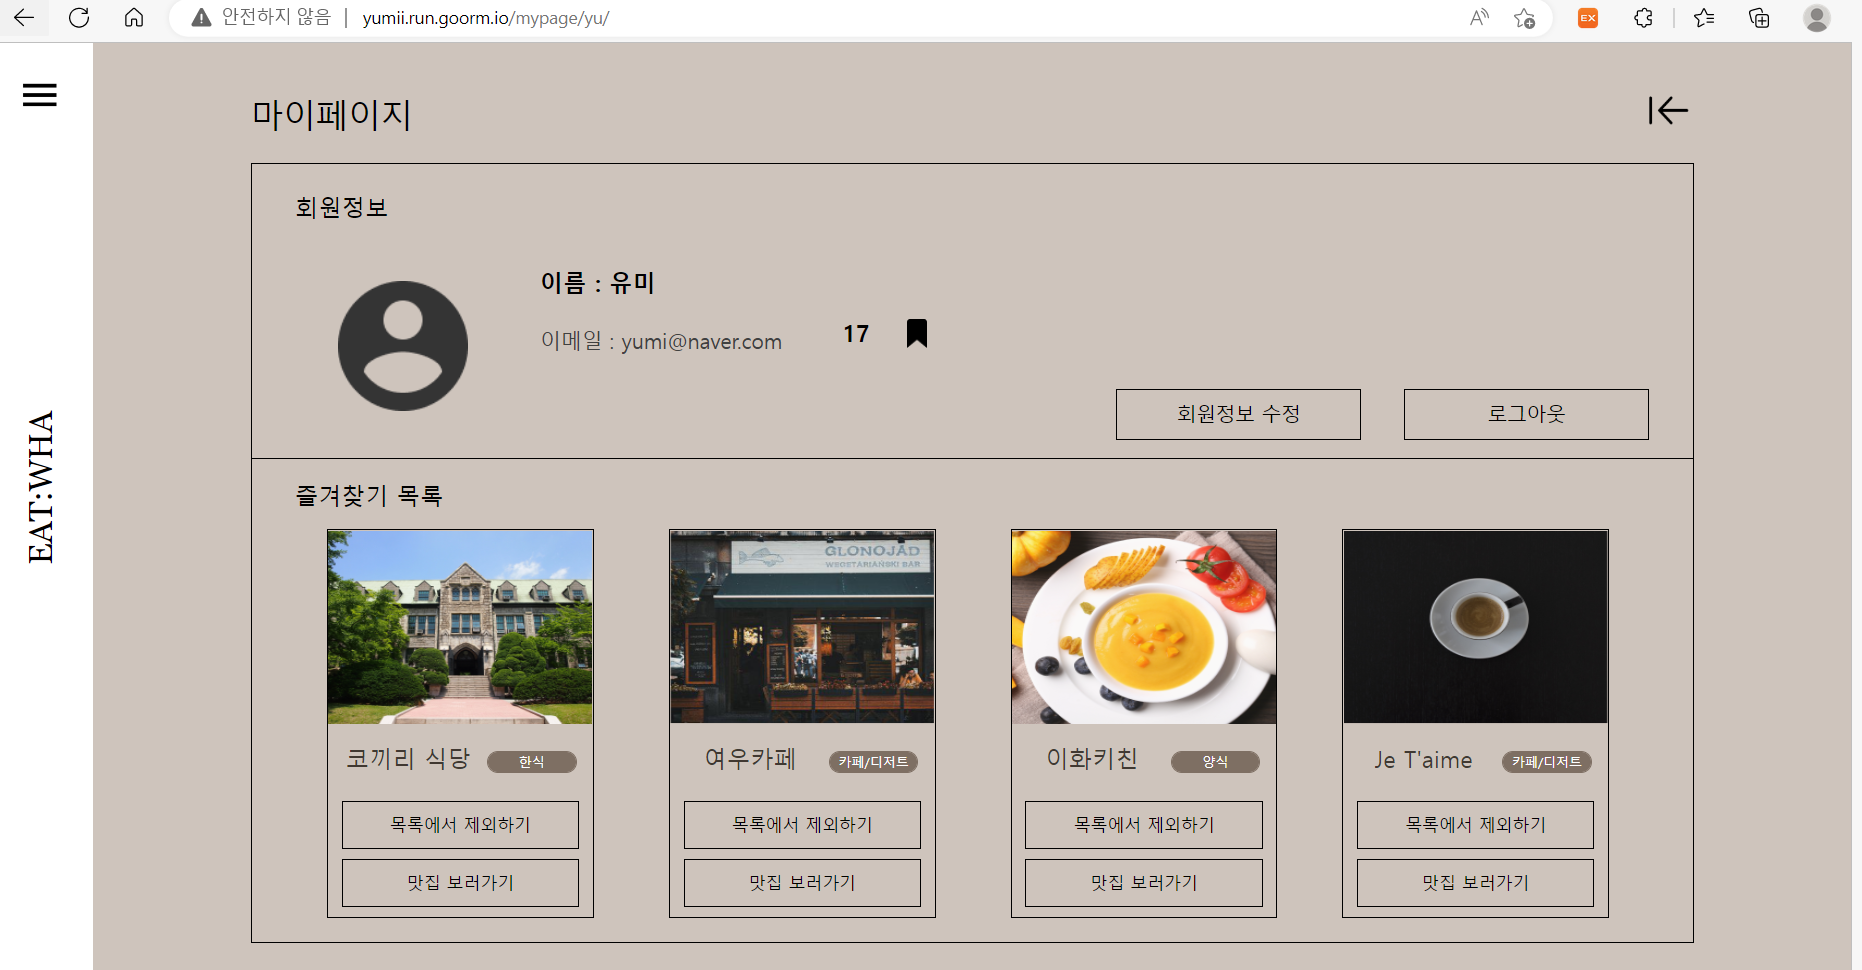 안전하지 않음 | yumii.run.goorm.io/mypage/yu/
EX
마이페이지
회원정보
이름 : 유미
이메일 : yumi@naver.com
17
회원정보 수정
로그아웃
EAT:WHA
즐겨찾기 목록
GLONOJAD
WEGETARIAŃSKI BAR
코끼리 식당
한식
목록에서 제외하기
맛집 보러가기
여우카페
카페/디저트
목록에서 제외하기
맛집 보러가기
이화키친
양식
목록에서 제외하기
맛집 보러가기
Je T'aime
카페/디저트
목록에서 제외하기
맛집 보러가기